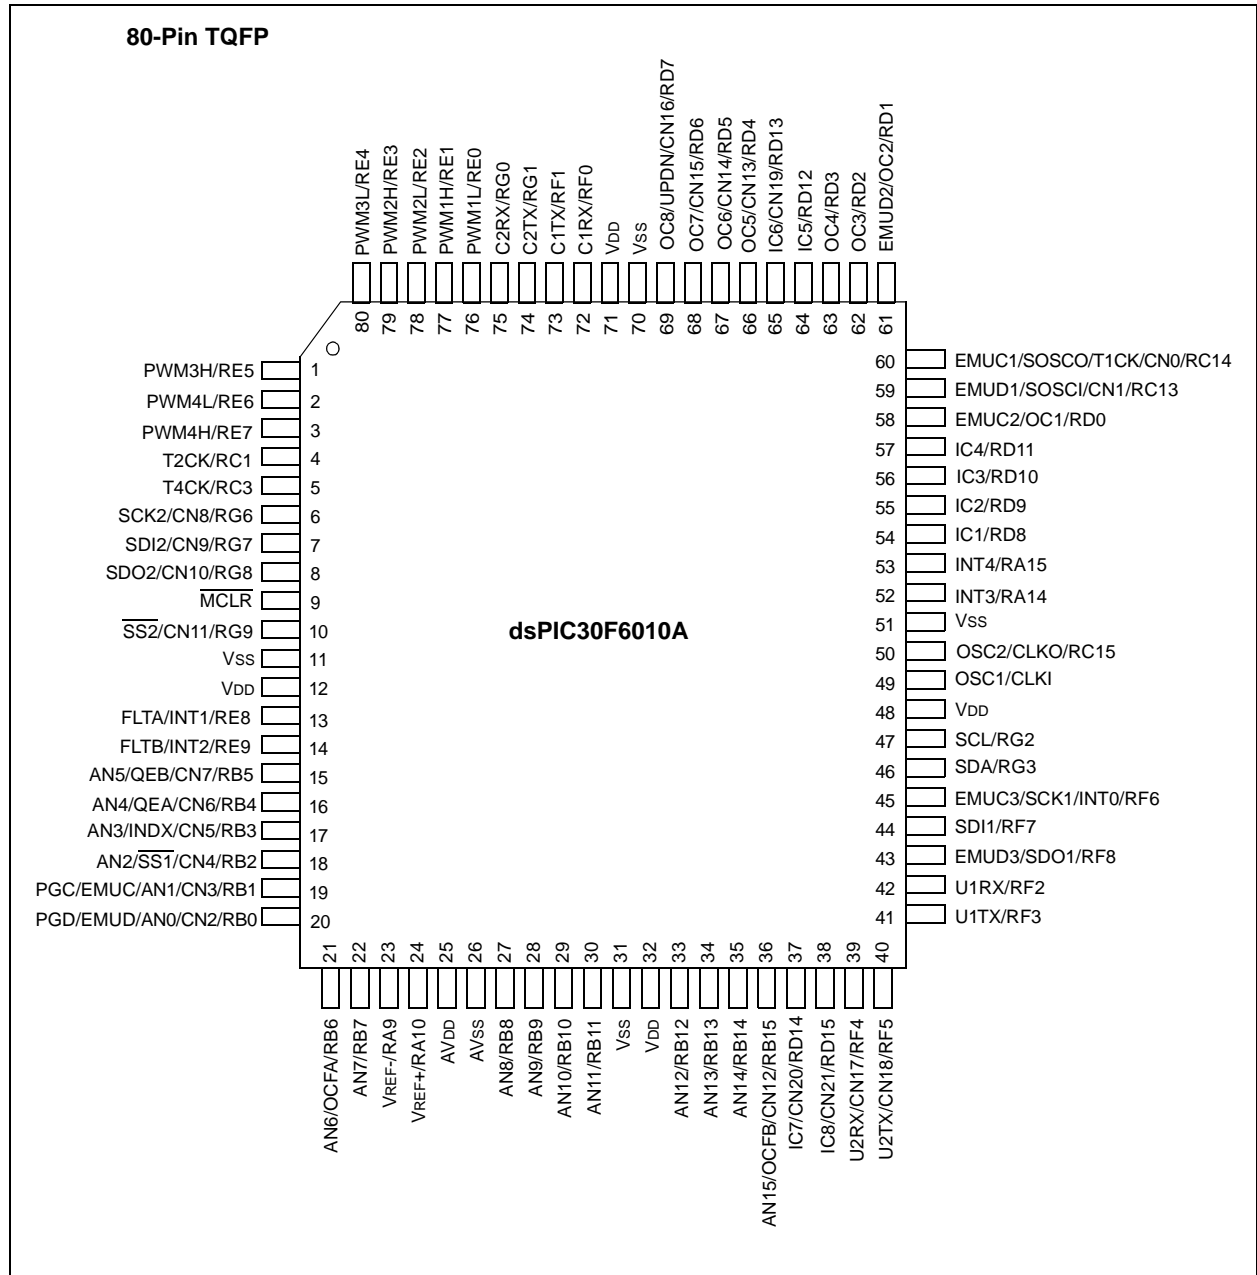 80-Pin TQFP
PWM3L/RE4
PWM2H/RE3
PWM2L/RE2
PWM1H/RE1
PWM1L/RE0
C2RX/RG0
C2TX/RG1
C1TX/RF1
C1RX/RF0
VDD
VSS
OC8/UPDN/CN16/RD7
OC7/CN15/RD6
OC6/CN14/RD5
OC5/CN13/RD4
IC6/CN19/RD13
IC5/RD12
OC4/RD3
OC3/RD2
EMUD2/OC2/RD1
80
79
78
77
76
75
74
73
72
71
70
69
68
67
66
65
64
63
62
61
PWM3H/RE5 1
PWM4L/RE6 2
PWM4H/RE7 3
T2CK/RC1 4
T4CK/RC3 5
SCK2/CN8/RG6 6
SDI2/CN9/RG7 7
SDO2/CN10/RG8 8
MCLR 9
SS2/CN11/RG9 10
VSS 11
VDD 12
FLTA/INT1/RE8 13
FLTB/INT2/RE9 14
AN5/QEB/CN7/RB5 15
AN4/QEA/CN6/RB4 16
AN3/INDX/CN5/RB3 17
AN2/SS1/CN4/RB2 18
PGC/EMUC/AN1/CN3/RB1 19
PGD/EMUD/AN0/CN2/RB0 20
dsPIC30F6010A
60 EMUC1/SOSCO/T1CK/CN0/RC14
59 EMUD1/SOSCI/CN1/RC13
58 EMUC2/OC1/RD0
57 IC4/RD11
56 IC3/RD10
55 IC2/RD9
54 IC1/RD8
53 INT4/RA15
52 INT3/RA14
51 VSS
50 OSC2/CLKO/RC15
49 OSC1/CLKI
48 VDD
47 SCL/RG2
46 SDA/RG3
45 EMUC3/SCK1/INT0/RF6
44 SDI1/RF7
43 EMUD3/SDO1/RF8
42 U1RX/RF2
41 U1TX/RF3
21
22
23
24
25
26
27
28
29
30
31
32
33
34
35
36
37
38
39
40
AN6/OCFA/RB6
AN7/RB7
VREF-/RA9
VREF+/RA10
AVDD
AVSS
AN8/RB8
AN9/RB9
AN10/RB10
AN11/RB11
VSS
VDD
AN12/RB12
AN13/RB13
AN14/RB14
AN15/OCFB/CN12/RB15
IC7/CN20/RD14
IC8/CN21/RD15
U2RX/CN17/RF4
U2TX/CN18/RF5